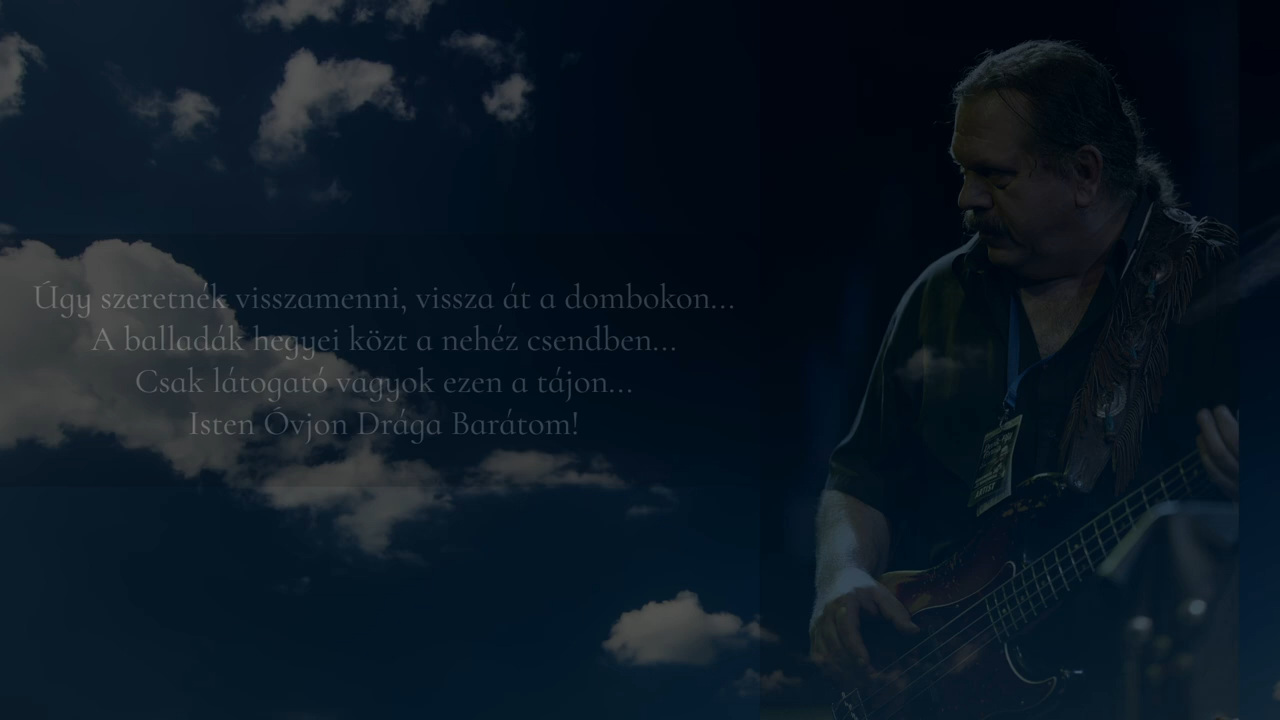 Úgy szeretnék visszamenni, vissza át a dombokon...
A balladák hegyei közt a nehéz csendben...
Csak látogató vagyok ezen a tájon...
Isten Óvjon Drága Barátom!
ARTIST